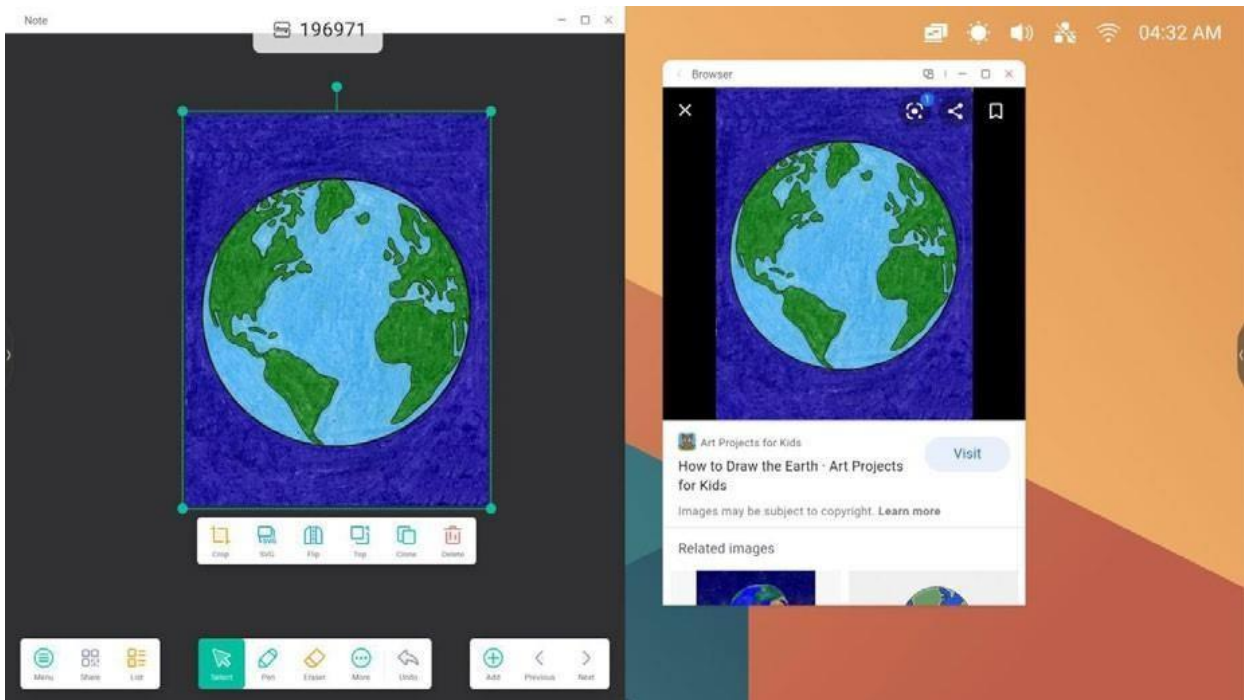 Note
196971
Crop SVG Flip Top Clone Delete
Menu Share List
Select Pen Eraser More Undo
Add Previous Next
04:32 AM
Browser
1
Art Projects for Kids
Visit
How to Draw the Earth · Art Projects
for Kids
Images may be subject to copyright. Learn more
Related images